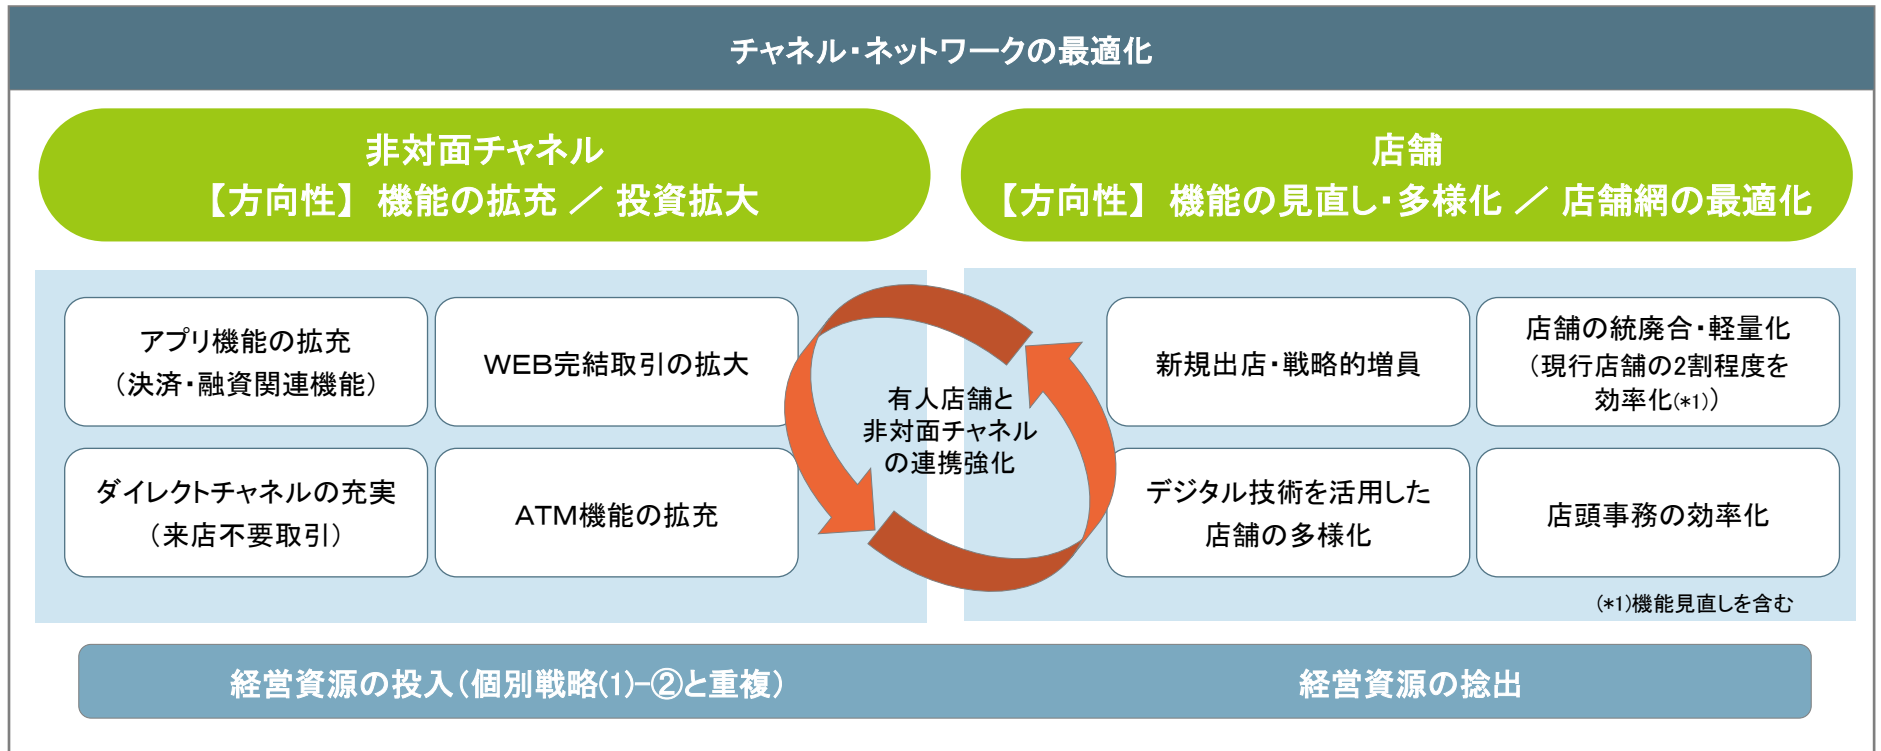 チャネル・ネットワークの最適化
非対面チャネル
【方向性】 機能の拡充 ／ 投資拡大
店舗
【方向性】 機能の見直し・多様化 ／ 店舗網の最適化
アプリ機能の拡充
（決済・融資関連機能）
WEB完結取引の拡大
ダイレクトチャネルの充実
（来店不要取引）
ATM機能の拡充
有人店舗と
非対面チャネル
の連携強化
新規出店・戦略的増員
店舗の統廃合・軽量化
（現行店舗の2割程度を
効率化(*1)）
デジタル技術を活用した
店舗の多様化
店頭事務の効率化
(*1)機能見直しを含む
経営資源の投入（個別戦略(1)-②と重複）
経営資源の捻出